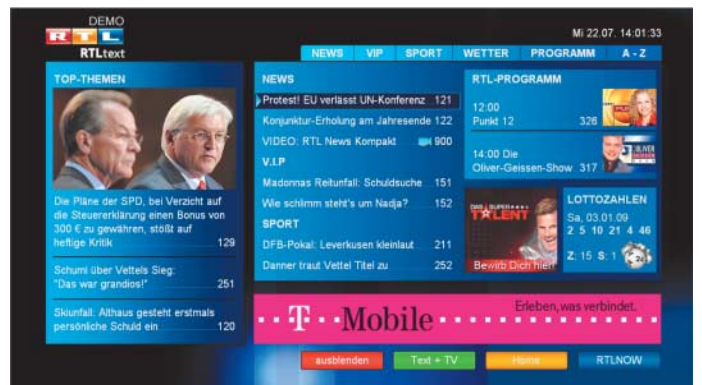 DEMO
RTL
RTLtext
Mi 22.07. 14:01:33
NEWS VIP SPORT WETTER PROGRAMM A - Z
TOP-THEMEN
Die Pläne der SPD, bei Verzicht auf
die Steuererklärung einen Bonus von
300 € zu gewähren, stößt auf
heftige Kritik 129
Schumi über Vettels Sieg:
"Das war grandios!" 251
Skiunfall: Althaus gesteht erstmals
persönliche Schuld ein 120
NEWS
Protest! EU verlässt UN-Konferenz 121
Konjunktur-Erholung am Jahresende 122
VIDEO: RTL News Kompakt 900
V.I.P
Madonnas Reitunfall: Schuldsuche 151
Wie schlimm steht's um Nadja? 152
SPORT
DFB-Pokal: Leverkusen kleinlaut 211
Danner traut Vettel Titel zu 252
RTL-PROGRAMM
12:00
Punkt 12 326
14:00 Die
Oliver-Geissen-Show 317
OLIVER
GEISSEN
DAS SUPER
TALENT
Bewirb Dich hier!
LOTTOZAHLEN
Sa, 03.01.09
2 5 10 21 4 46
Z: 15 S: 1
24
Erleben, was verbindet.
T Mobile
ausblenden Text + TV Home RTLNOW